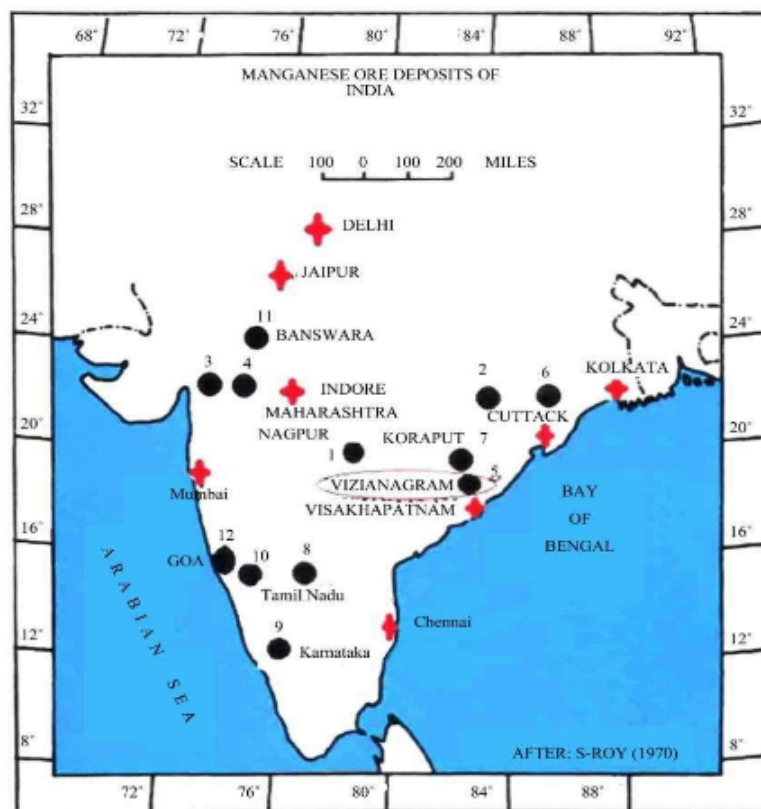 68° 72° 76° 80° 84° 88° 92°
MANGANESE ORE DEPOSITS OF
INDIA
32° 32°
SCALE 100 0 100 200 MILES
28° DELHI 28°
JAIPUR
11
24° BANSWARA 24°
3 4 2 6 KOLKATA
INDORE
MAHARASHTRA CUTTACK
20° NAGPUR KORAPUT 7 20°
1
VIZIANAGRAM 5
Mumbai VISAKHAPATNAM BAY
OF
16° 12 BENGAL 16°
GOA 10 8
Tamil Nadu
9 Chennai
12° Karnataka 12°
ARABIAN SEA
8° AFTER: S-ROY (1970) 8°
72° 76° 80° 84° 88°